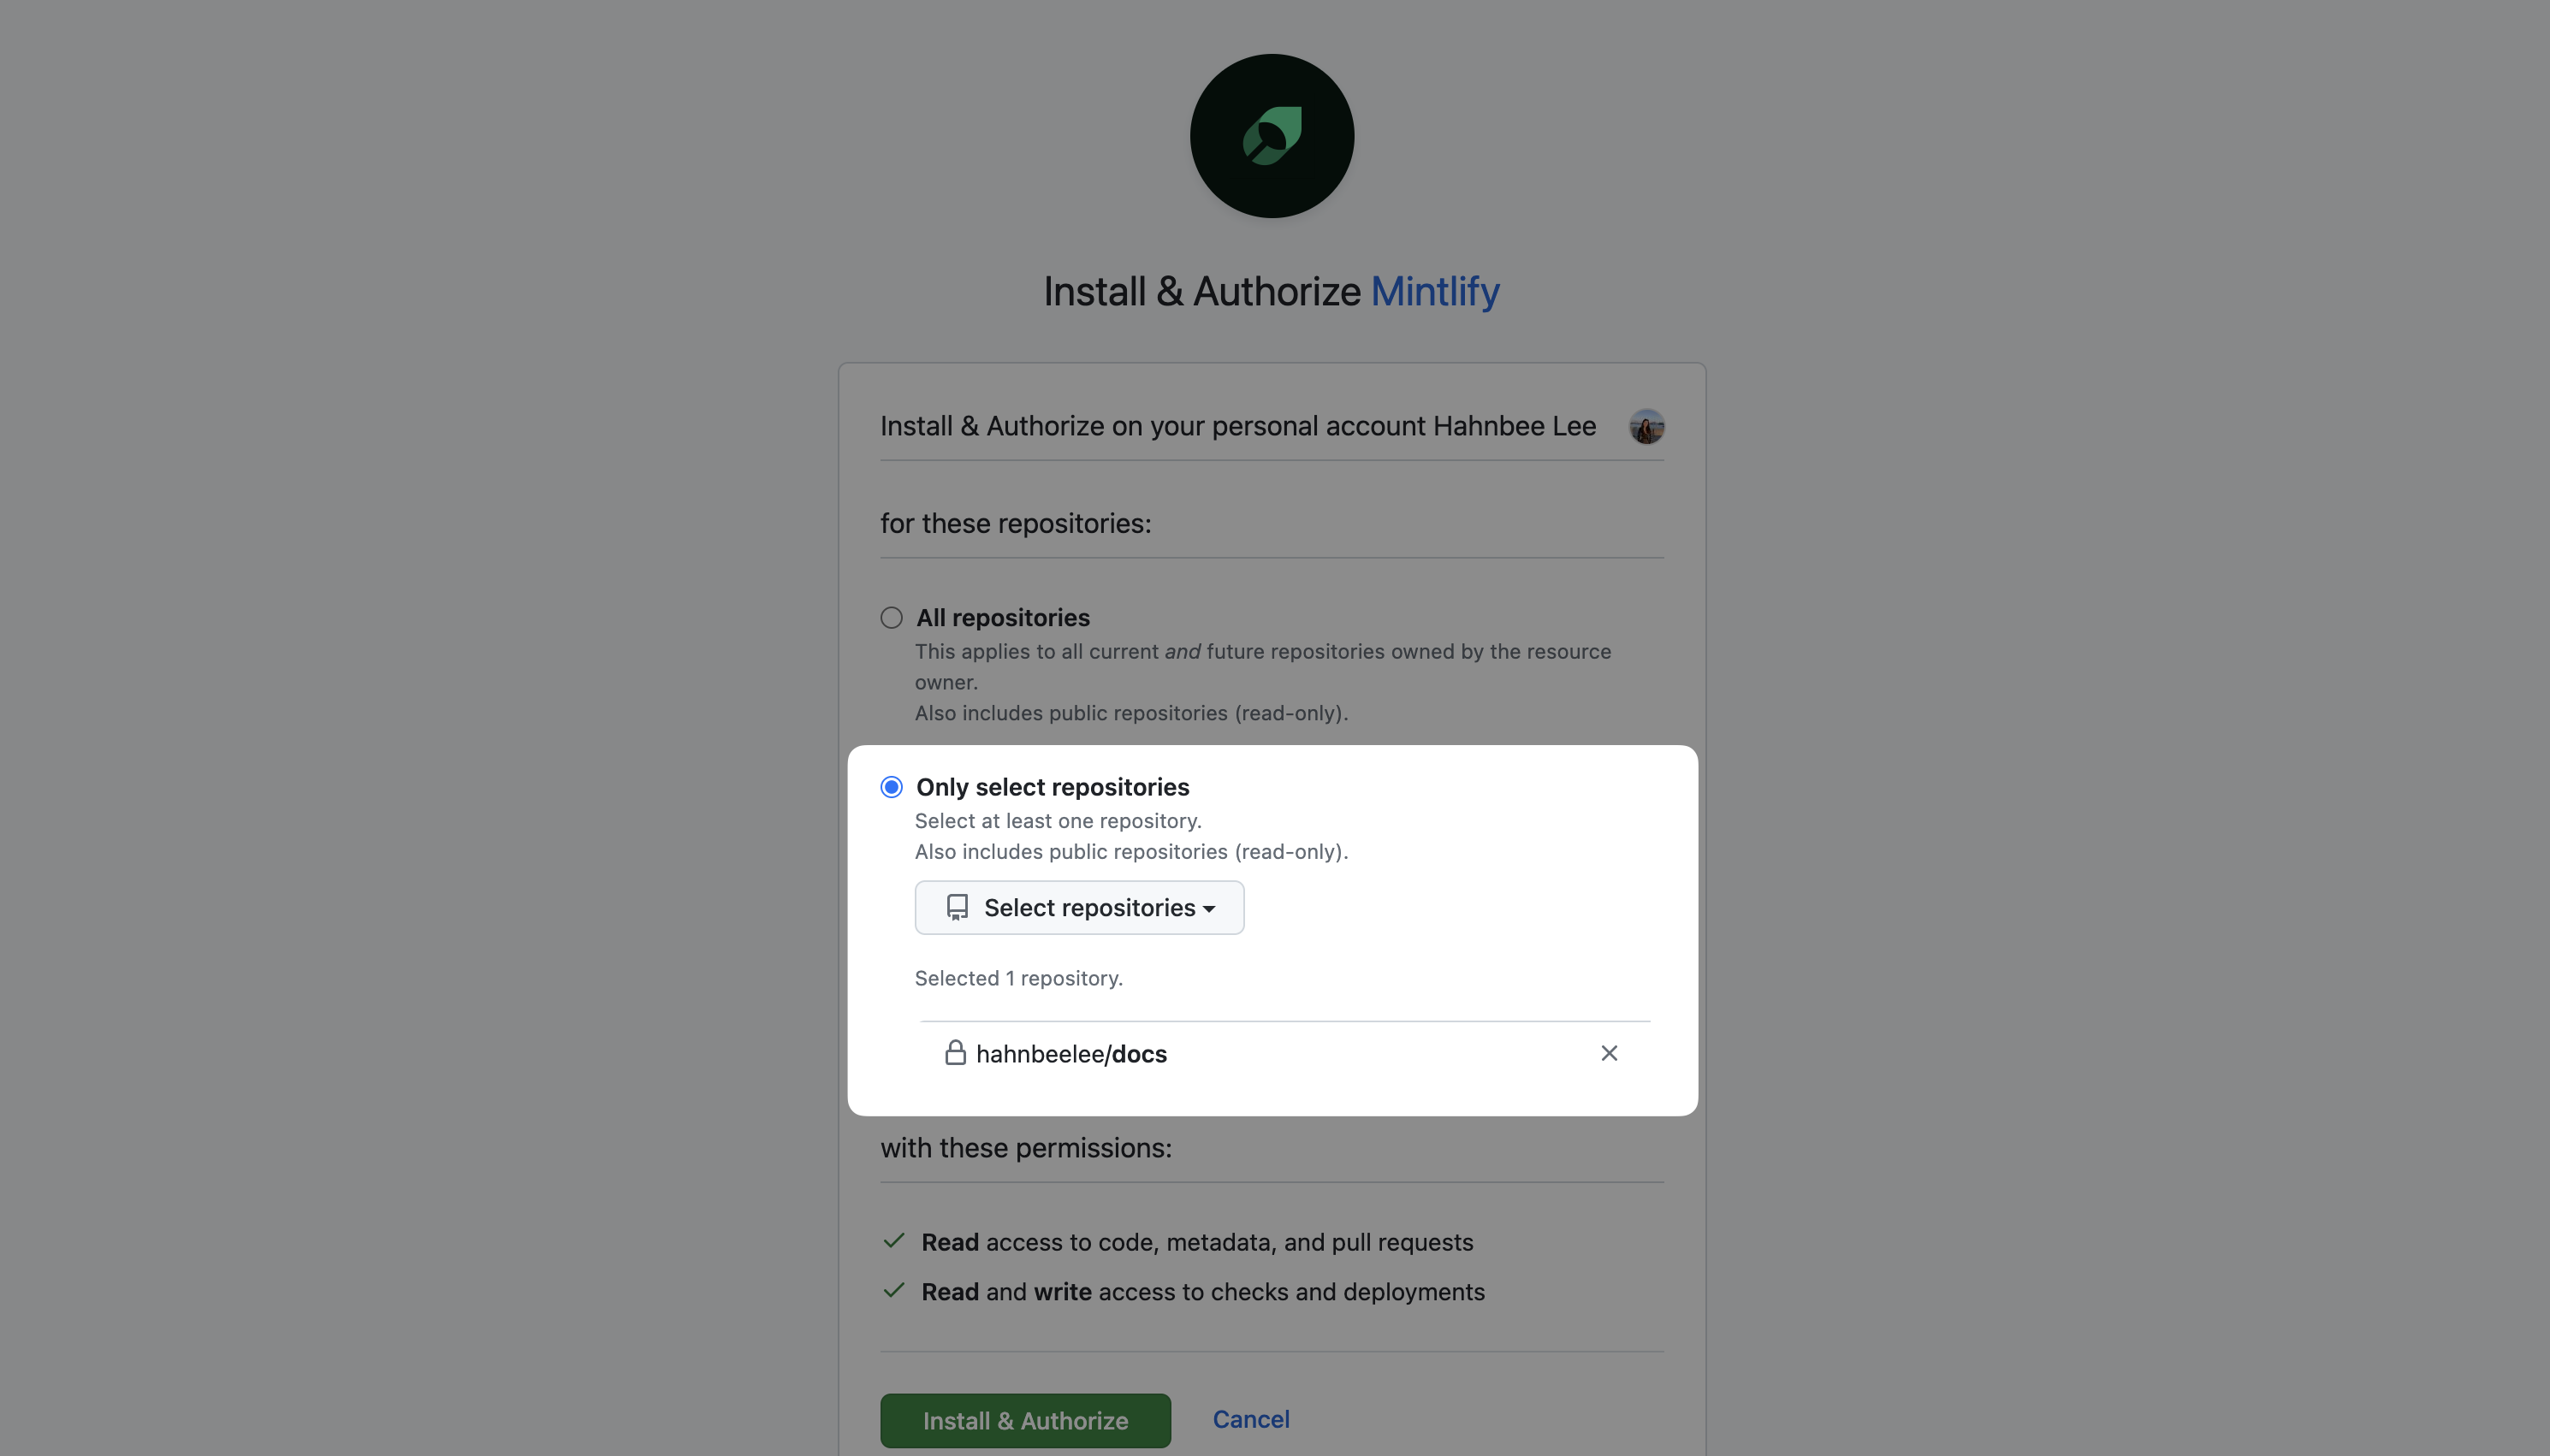 Install & Authorize Mintlify
Install & Authorize on your personal account Hahnbee Lee
for these repositories:
All repositories
This applies to all current and future repositories owned by the resource
owner.
Also includes public repositories (read-only).
Only select repositories
Select at least one repository.
Also includes public repositories (read-only).
Select repositories
Selected 1 repository.
hahnbeelee/docs
with these permissions:
Read access to code, metadata, and pull requests
Read and write access to checks and deployments
Install & Authorize
Cancel